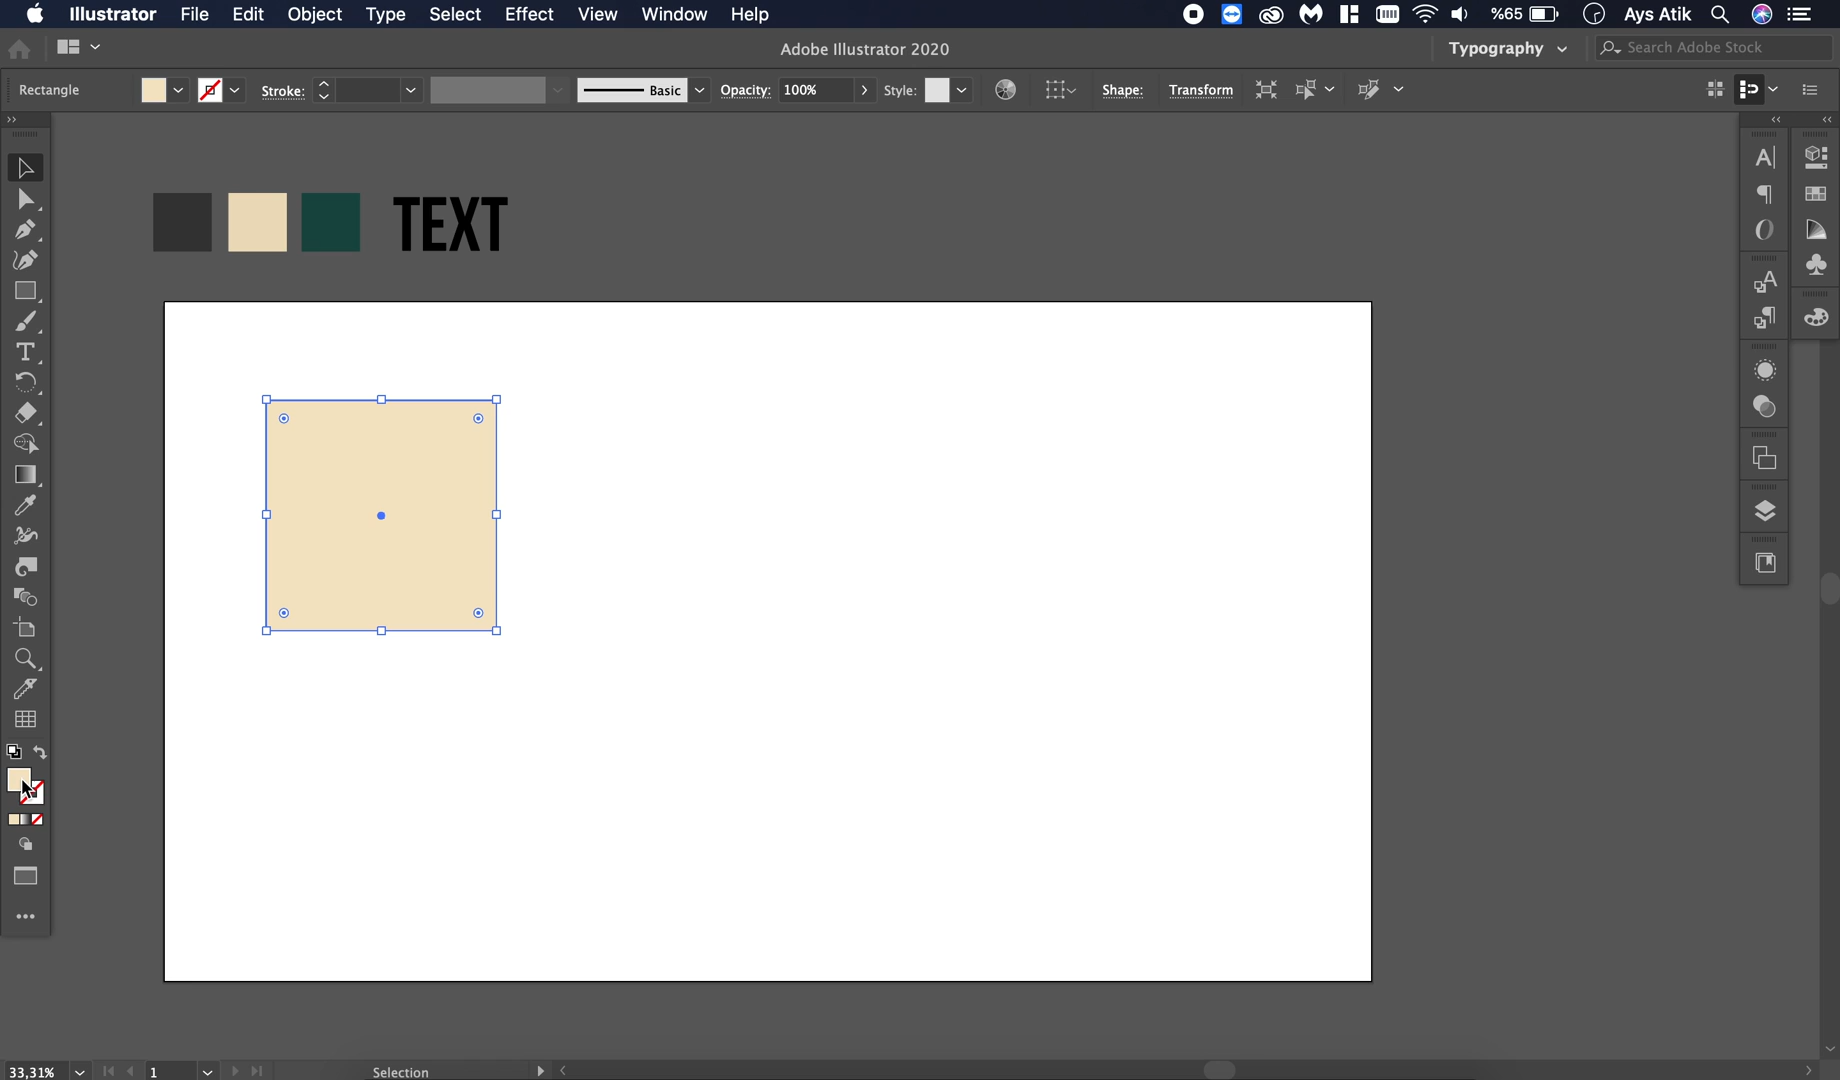 Illustrator File Edit Object Type Select Effect View Window Help %65 Ays Atik
Adobe Illustrator 2020 Typography Search Adobe Stock
Rectangle Stroke: Basic Opacity: 100% Style: Shape: Transform
TEXT
33,31% 1 Selection